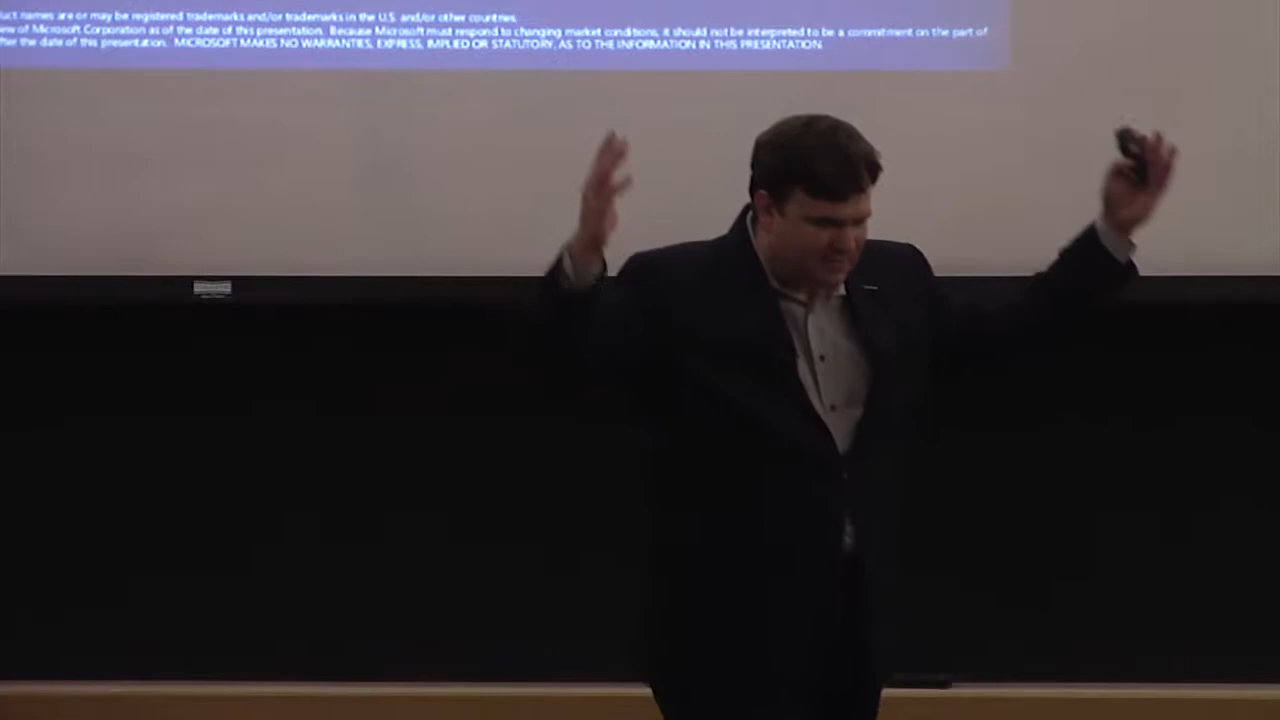 uct names are or may be registered trademarks and/or trademarks in the U.S. and/or other countries.
ew of Microsoft Corporation as of the date of this presentation. Because Microsoft must respond to changing market conditions, it should not be interpreted to be a commitment on the part of
fter the date of this presentation. MICROSOFT MAKES NO WARRANTIES, EXPRESS, IMPLIED OR STATUTORY, AS TO THE INFORMATION IN THIS PRESENTATION.